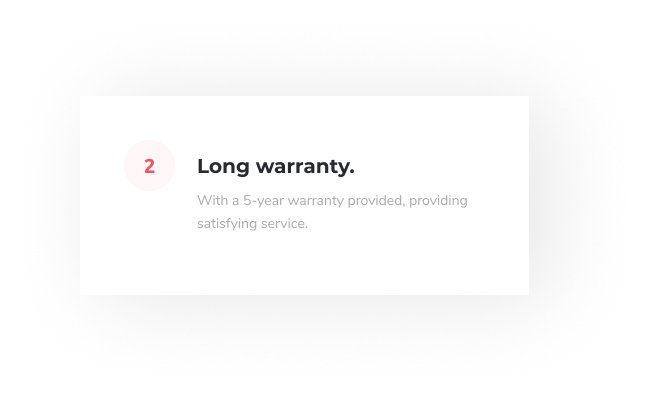 2
Long warranty.
With a 5-year warranty provided, providing
satisfying service.